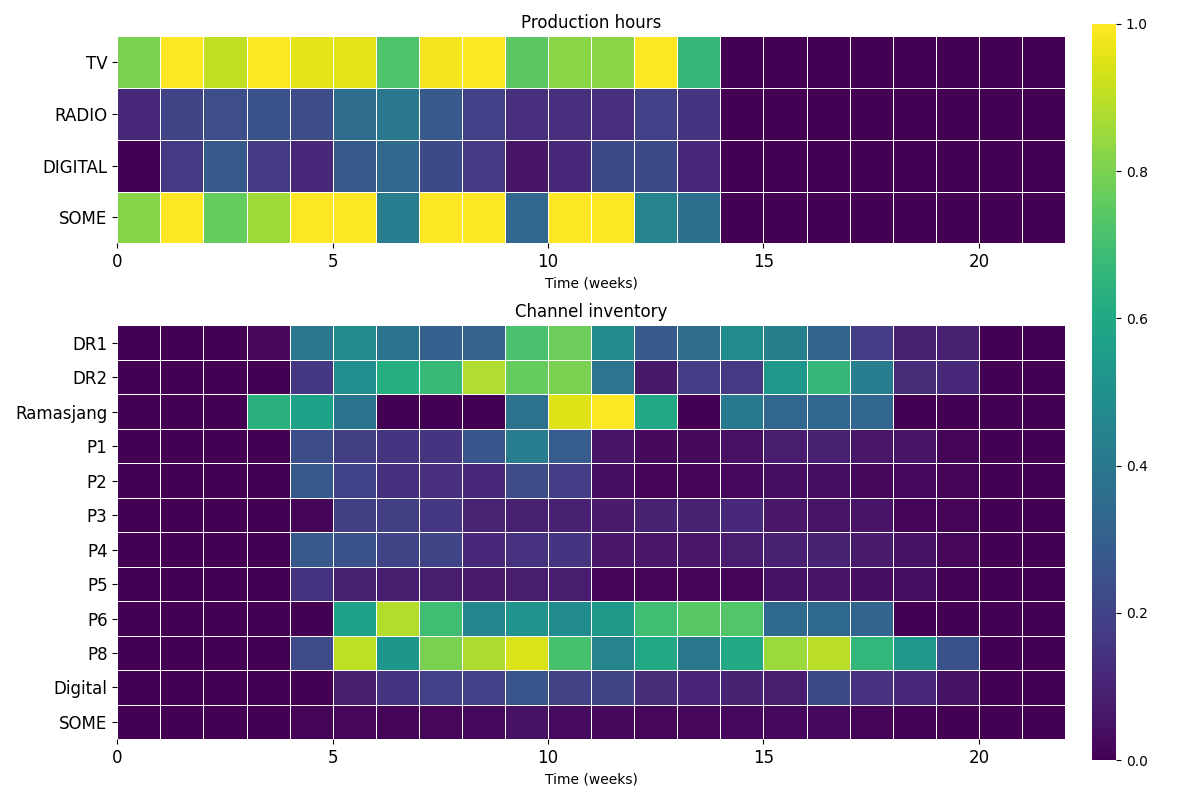 Production hours
1.0
TV
RADIO
0.8
DIGITAL
SOME
0 5 10 15 20
Time (weeks)
Channel inventory
0.6
DR1
DR2
Ramasjang
P1
0.4
P2
P3
P4
P5
P6
0.2
P8
Digital
SOME
0.0
0 5 10 15 20
Time (weeks)